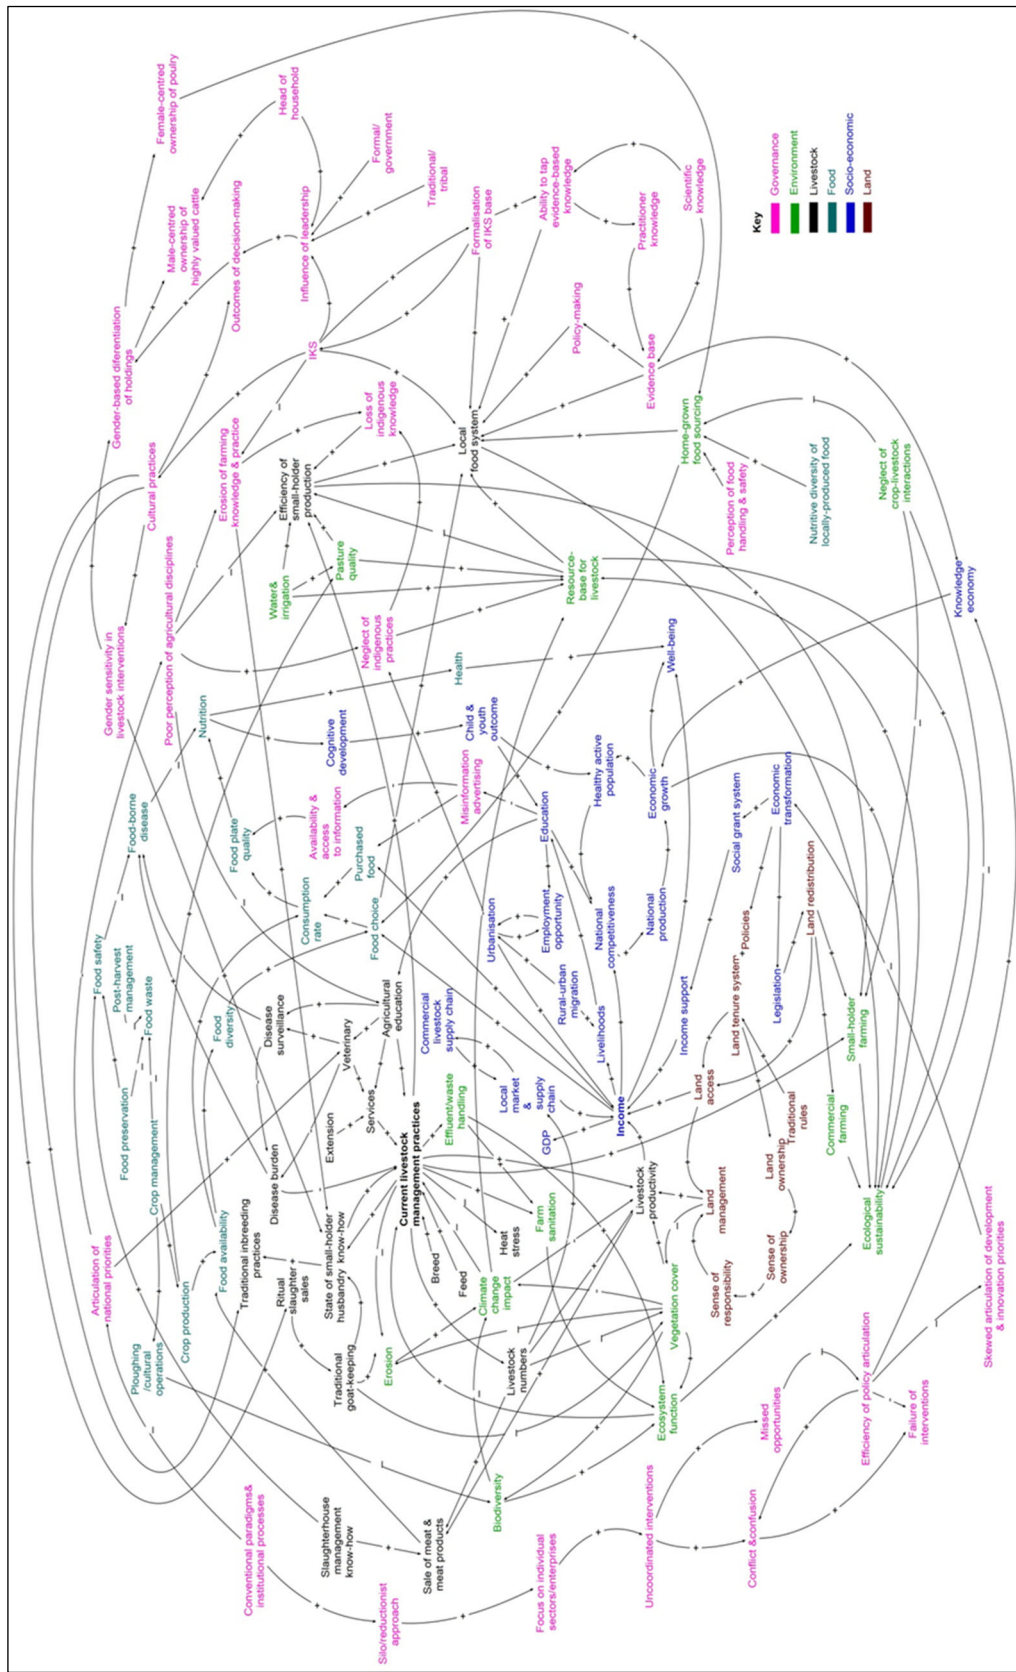 Female-centred
ownership of poulry
Head of
household
Male-centred
ownership of
highly valued cattle
Formal/
government
Outcomes of decision-making
Traditional/
tribal
Influence of leadership
Gender-based diferentiation
of holdings
Formalisation
of IKS base
Ability to tap
evidence-based
knowledge
Scientific
knowledge
Practitioner
knowledge
IKS
Policy-making
Evidence base
Cultural practices
Erosion of farming
knowledge & practice
Loss of
indigenous
knowledge
Local
food system
Home-grown
food sourcing
Efficiency of
small-holder
production
Perception of food
handling & safety
Nutritive diversity of
locally-produced food
Neglect of
crop-livestock
interactions
Key
Governance
Environment
Livestock
Food
Socio-economic
Land
Poor perception of agricultural disciplines
Gender sensitivity in
livestock interventions
Water&
irrigation
Pasture
quality
Resource-
base for
livestock
Neglect of
indigenous
practices
Knowledge
economy
Nutrition
Health
Well-being
Cognitive
development
Child &
youth
outcome
Food-borne
disease
Food plate
quality
Availability &
access
to information
Misinformation
advertising
Purchased
food
Education
Healthy active
population
Economic
growth
Social grant system
Economic
transformation
Consumption
rate
Food choice
Urbanisation
Employment
opportunity
National
competitiveness
National
production
Policies
Land redistribution
Food safety
Post-harvest
management
Food waste
Food
diversity
Disease
surveillance
Agricultural
education
Veterinary
Commercial
livestock
supply chain
Rural-urban
migration
Livelihoods
Income support
Land tenure system
Legislation
Small-holder
farming
Food preservation
Crop management
Services
Extension
Effluent/waste
handling
Local
market
&
supply
chain
GDP
Income
Land
access
Traditional
rules
Commercial
farming
Disease burden
Current livestock
management practices
Livestock
productivity
Land
ownership
Land
management
Ecological
sustainability
Articulation of
national priorities
Food availability
Traditional inbreeding
practices
Ritual
slaughter
sales
State of small-holder
husbandry know-how
Breed
Feed
Heat
stress
Farm
sanitation
Climate
change
impact
Sense of
ownership
Sense of
responsibility
Vegetation cover
Crop production
Ploughing
/cultural
operations
Traditional
goat-keeping
Erosion
Livestock
numbers
Ecosystem
function
Skewed articulation of development
& innovation priorities
Efficiency of policy articulation
Missed
opportunities
Failure of
interventions
Biodiversity
Slaughterhouse
management
know-how
Sale of meat &
meat products
Conventional paradigms&
institutional processes
Silo/reductionist
approach
Focus on individual
sectors/enterprises
Uncoordinated interventions
Conflict &confusion